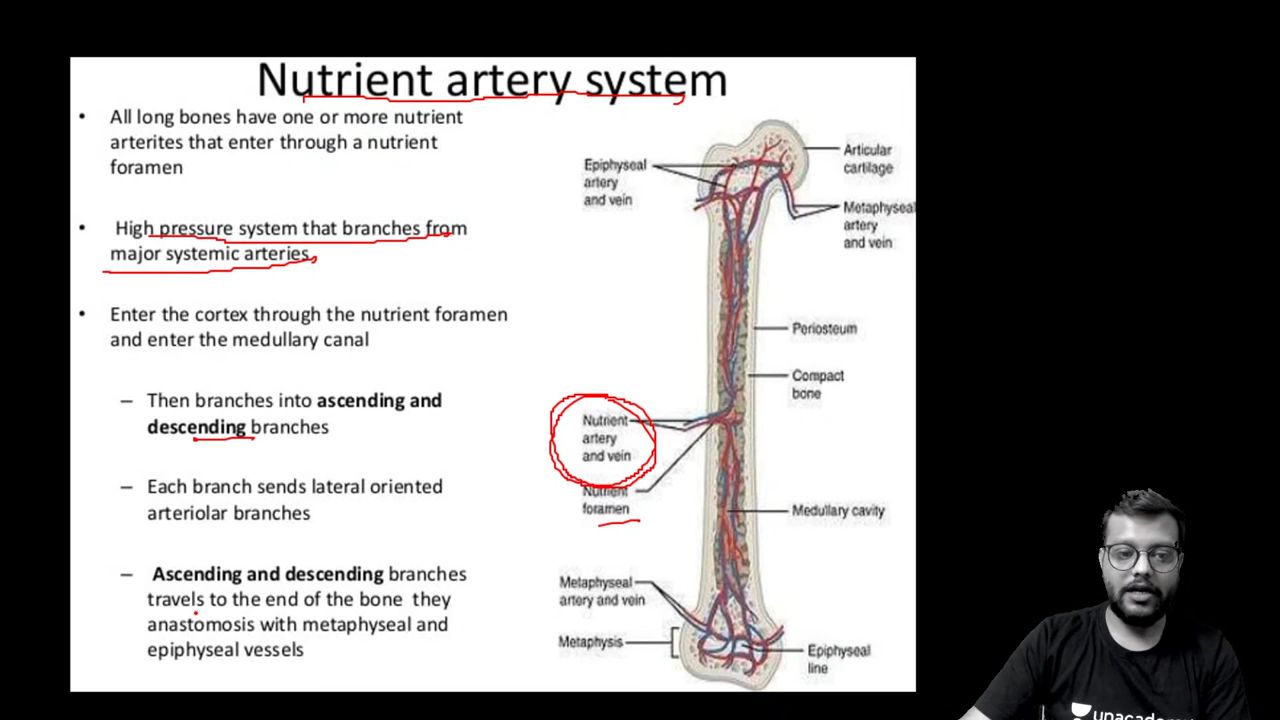 Nutrient artery system
• All long bones have one or more nutrient
arterites that enter through a nutrient
foramen
• High pressure system that branches from
major systemic arteries.
• Enter the cortex through the nutrient foramen
and enter the medullary canal
– Then branches into ascending and
descending branches
– Each branch sends lateral oriented
arteriolar branches
– Ascending and descending branches
travels to the end of the bone they
anastomosis with metaphyseal and
epiphyseal vessels
Epiphyseal
artery
and vein
Articular
cartilage
Metaphyseal
artery
and vein
Periosteum
Compact
bone
Nutrient
artery
and vein
Nutrient
foramen
Medullary cavity
Metaphyseal
artery and vein
Metaphysis
Epiphyseal
line
unacade